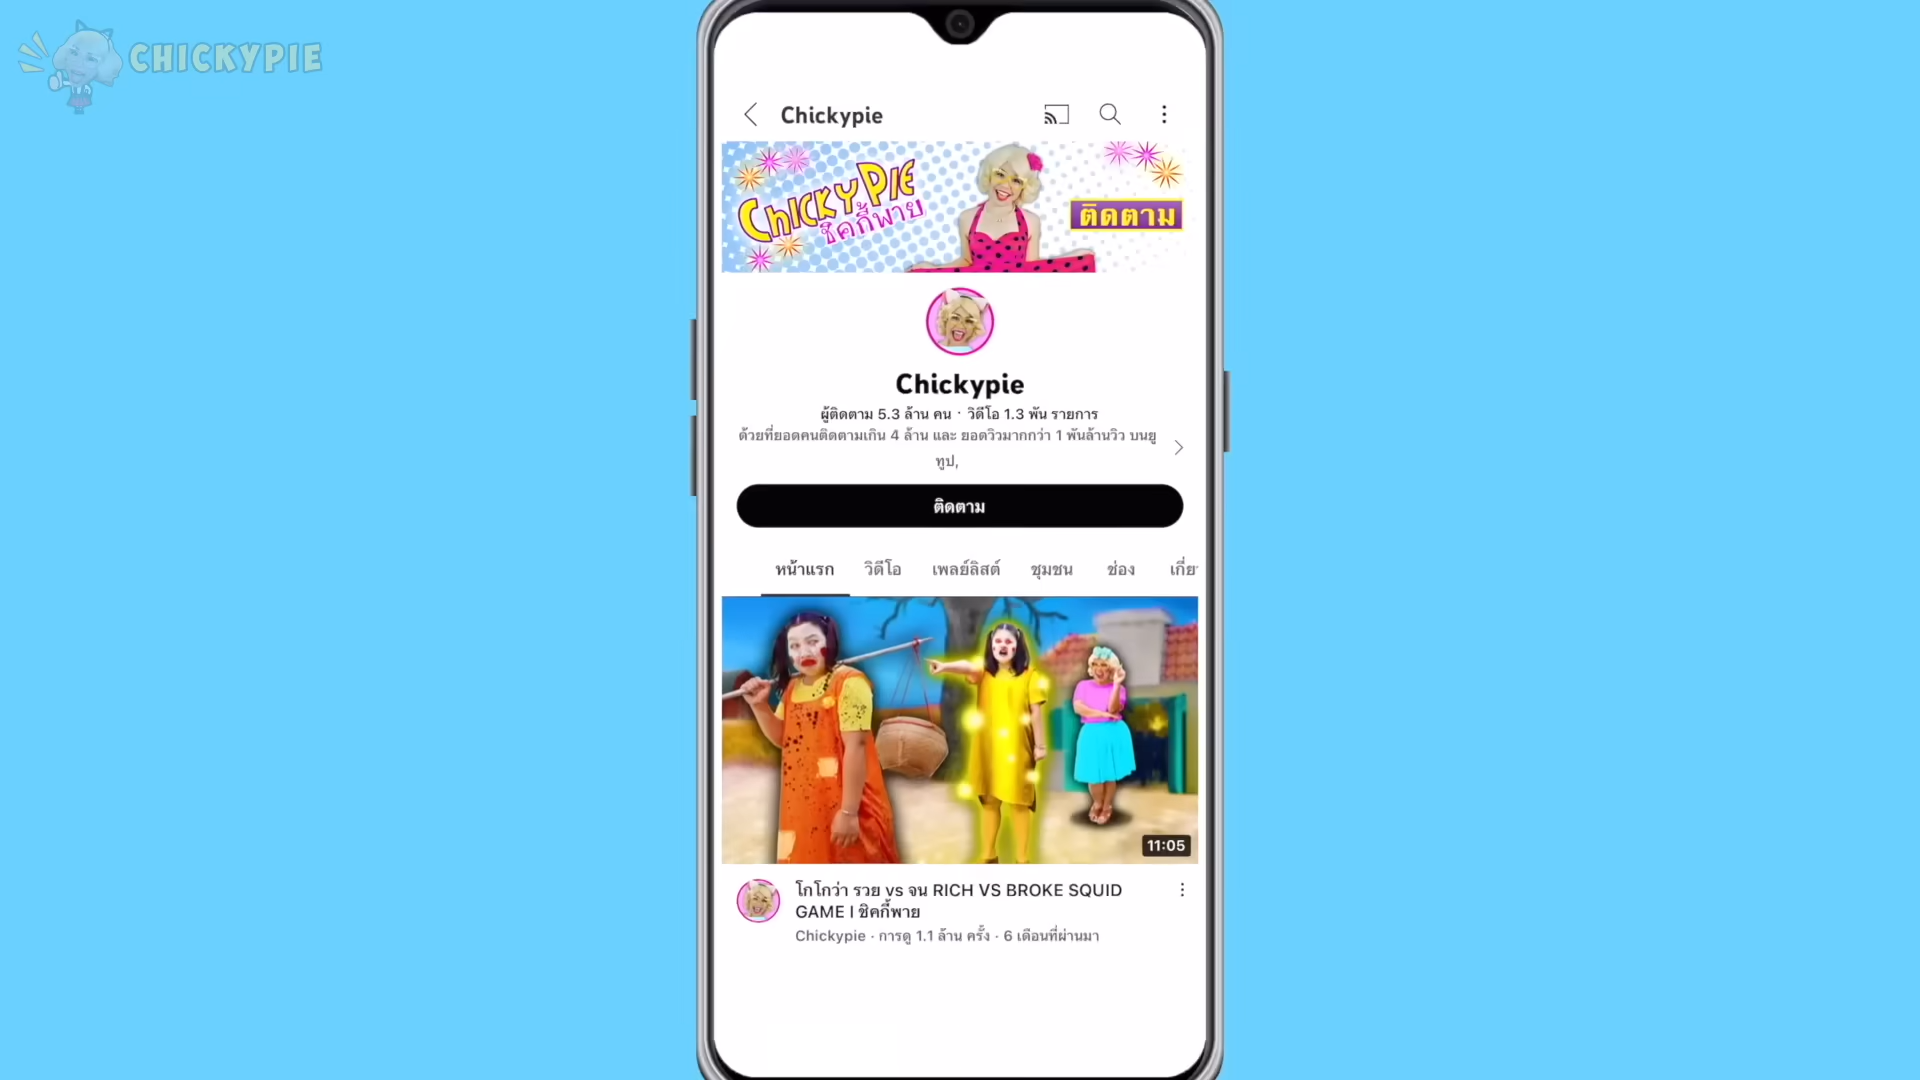 CHICKYPIE
Chickypie
CHICKYPIE
ชิคกี้พาย
ติดตาม
Chickypie
ผู้ติดตาม 5.3 ล้าน คน · วิดีโอ 1.3 พัน รายการ
ด้วยที่ยอดคนติดตามเกิน 4 ล้าน และ ยอดวิวมากกว่า 1 พันล้านวิว บนยู
ทูป,
ติดตาม
หน้าแรก วิดีโอ เพลย์ลิสต์ ชุมชน ช่อง เกี่ย
11:05
โกโกว่า รวย vs จน RICH VS BROKE SQUID
GAME I ชิคกี้พาย
Chickypie · การดู 1.1 ล้าน ครั้ง · 6 เดือนที่ผ่านมา